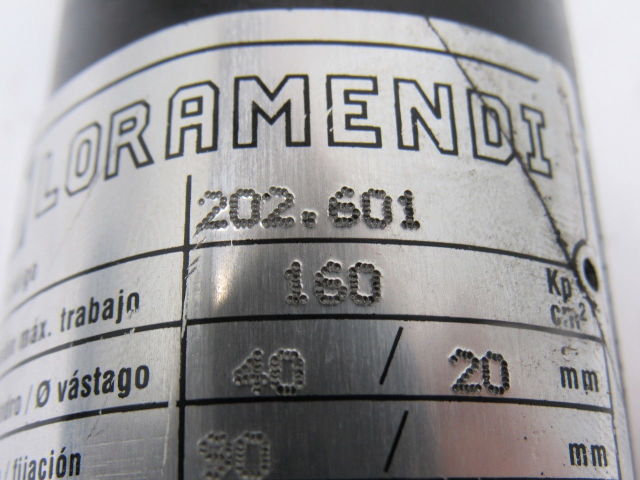 LORAMENDI
202.601
160 Kp
máx. trabajo cm²
/ Ø vástago 40 / 20 mm
/ fijación / mm